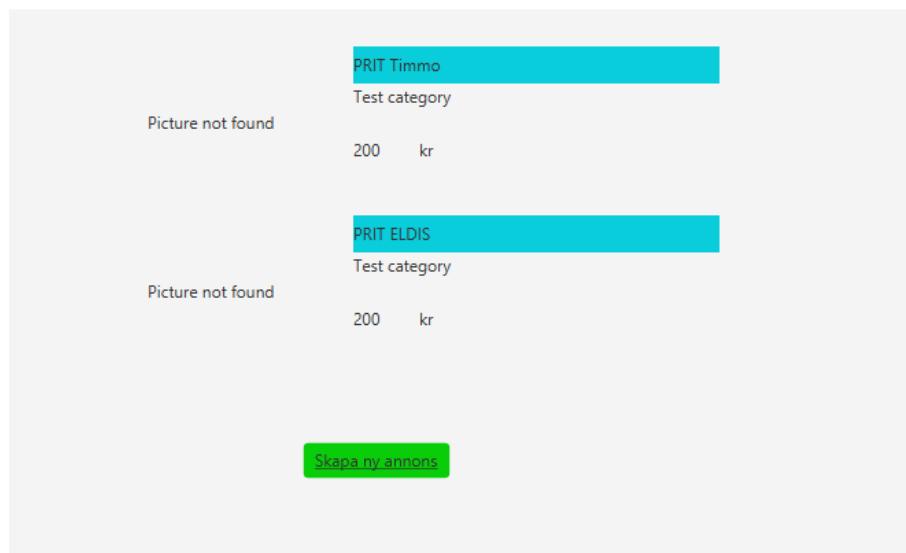 PRIT Timmo
Test category
Picture not found
200 kr
PRIT ELDIS
Test category
Picture not found
200 kr
Skapa ny annons